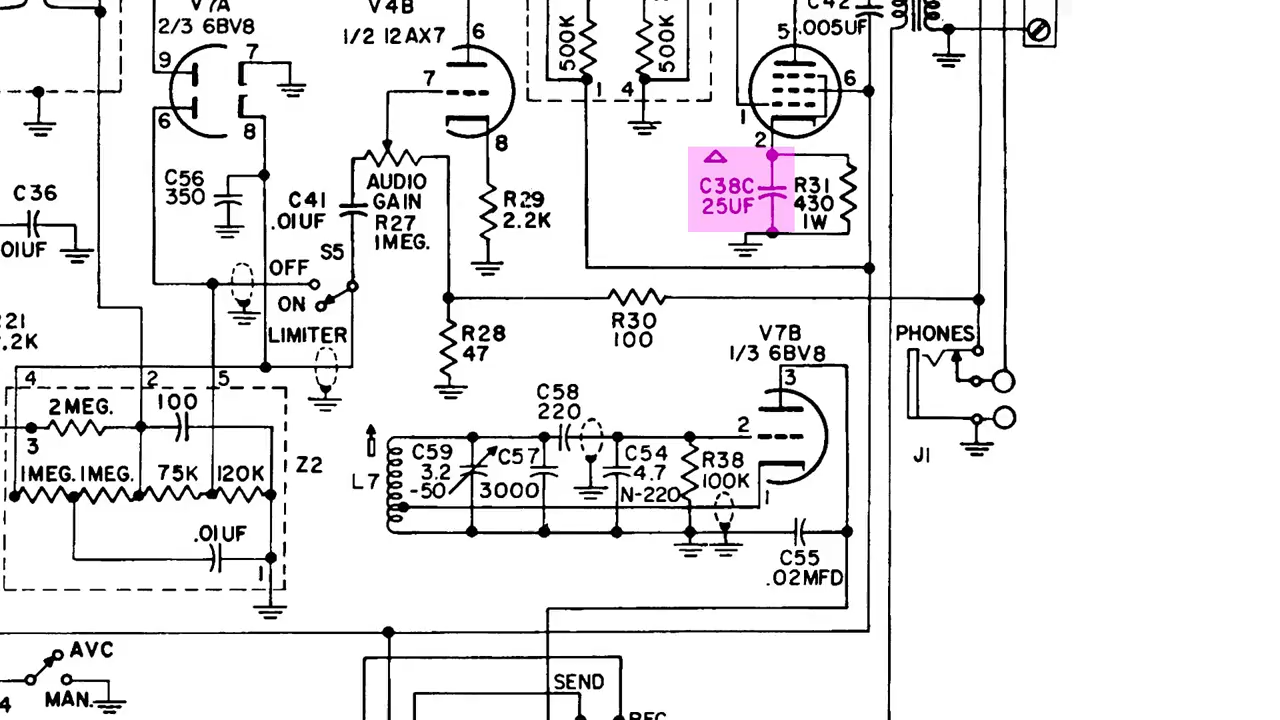 V7A
2/3 6BV8
9
7
6
8
V4B
1/2 12AX7
6
7
8
500K
500K
1
4
C42
.005UF
5
6
1
2
C36
.01UF
C56
350
C41
.01UF
AUDIO
GAIN
R27
1MEG.
R29
2.2K
C38C
25UF
R31
430
1W
S5
OFF
ON
LIMITER
R28
47
R30
100
V7B
1/3 6BV8
3
2
1
PHONES
J1
4
2
5
2MEG.
100
3
1MEG.
1MEG.
75K
120K
Z2
.01UF
1
L7
C59
3.2
-50
C57
3000
C58
220
C54
4.7
N-220
R38
100K
C55
.02MFD
AVC
MAN.
SEND
REC